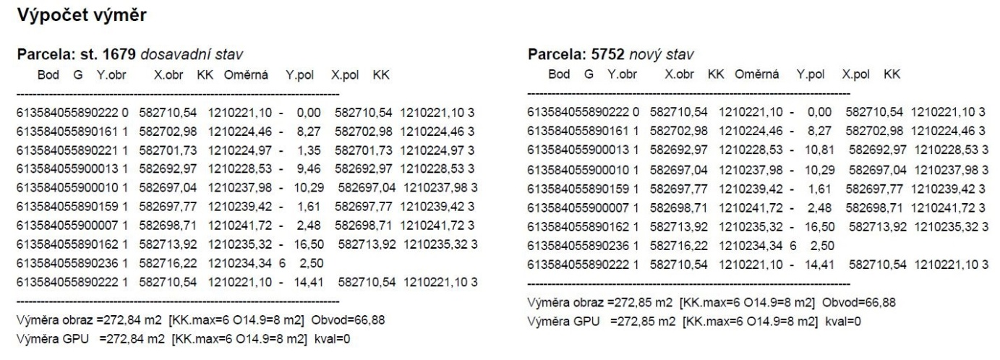 Výpočet výměr
Parcela: st. 1679 dosavadní stav
Bod G Y.obr X.obr KK Oměrná Y.pol X.pol KK
--------------------------------------------------------------------------------
613584055890222 0 582710,54 1210221,10 - 0,00 582710,54 1210221,10 3
613584055890161 1 582702,98 1210224,46 - 8,27 582702,98 1210224,46 3
613584055890221 1 582701,73 1210224,97 - 1,35 582701,73 1210224,97 3
613584055900013 1 582692,97 1210228,53 - 9,46 582692,97 1210228,53 3
613584055900010 1 582697,04 1210237,98 - 10,29 582697,04 1210237,98 3
613584055890159 1 582697,77 1210239,42 - 1,61 582697,77 1210239,42 3
613584055900007 1 582698,71 1210241,72 - 2,48 582698,71 1210241,72 3
613584055890162 1 582713,92 1210235,32 - 16,50 582713,92 1210235,32 3
613584055890236 1 582716,22 1210234,34 6 2,50
613584055890222 1 582710,54 1210221,10 - 14,41 582710,54 1210221,10 3
--------------------------------------------------------------------------------
Výměra obraz =272,84 m2 [KK.max=6 O14.9=8 m2] Obvod=66,88
Výměra GPU =272,84 m2 [KK.max=6 O14.9=8 m2] kval=0
Parcela: 5752 nový stav
Bod G Y.obr X.obr KK Oměrná Y.pol X.pol KK
--------------------------------------------------------------------------------
613584055890222 0 582710,54 1210221,10 - 0,00 582710,54 1210221,10 3
613584055890161 1 582702,98 1210224,46 - 8,27 582702,98 1210224,46 3
613584055900013 1 582692,97 1210228,53 - 10,81 582692,97 1210228,53 3
613584055900010 1 582697,04 1210237,98 - 10,29 582697,04 1210237,98 3
613584055890159 1 582697,77 1210239,42 - 1,61 582697,77 1210239,42 3
613584055900007 1 582698,71 1210241,72 - 2,48 582698,71 1210241,72 3
613584055890162 1 582713,92 1210235,32 - 16,50 582713,92 1210235,32 3
613584055890236 1 582716,22 1210234,34 6 2,50
613584055890222 1 582710,54 1210221,10 - 14,41 582710,54 1210221,10 3
--------------------------------------------------------------------------------
Výměra obraz =272,85 m2 [KK.max=6 O14.9=8 m2] Obvod=66,88
Výměra GPU =272,85 m2 [KK.max=6 O14.9=8 m2] kval=0